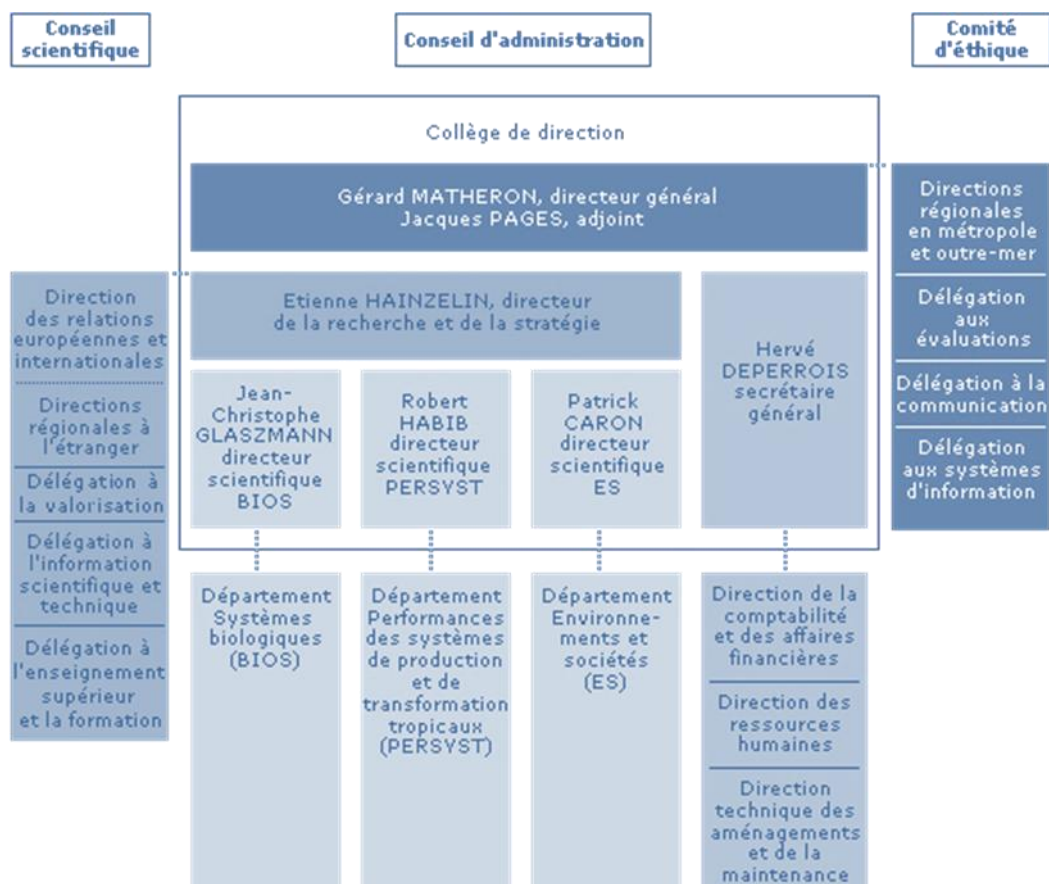 Conseil
scientifique
Conseil d'administration
Comité
d'éthique
Collège de direction
Gérard MATHERON, directeur général
Jacques PAGES, adjoint
Directions
régionales
en métropole
et outre-mer
Délégation
aux
évaluations
Délégation à la
communication
Délégation
aux systèmes
d'information
Direction
des relations
européennes et
internationales
Directions
régionales à
l'étranger
Délégation à
la valorisation
Délégation à
l'information
scientifique et
technique
Délégation à
l'enseignement
supérieur
et la formation
Etienne HAINZELIN, directeur
de la recherche et de la stratégie
Hervé
DEPERROIS
secrétaire
général
Jean-
Christophe
GLASZMANN
directeur
scientifique
BIOS
Robert
HABIB
directeur
scientifique
PERSYST
Patrick
CARON
directeur
scientifique
ES
Département
Systèmes
biologiques
(BIOS)
Département
Performances
des systèmes
de production
et de
transformation
tropicaux
(PERSYST)
Département
Environne-
ments et
sociétés
(ES)
Direction de la
comptabilité
et des affaires
financières
Direction des
ressources
humaines
Direction
technique des
aménagements
et de la
maintenance